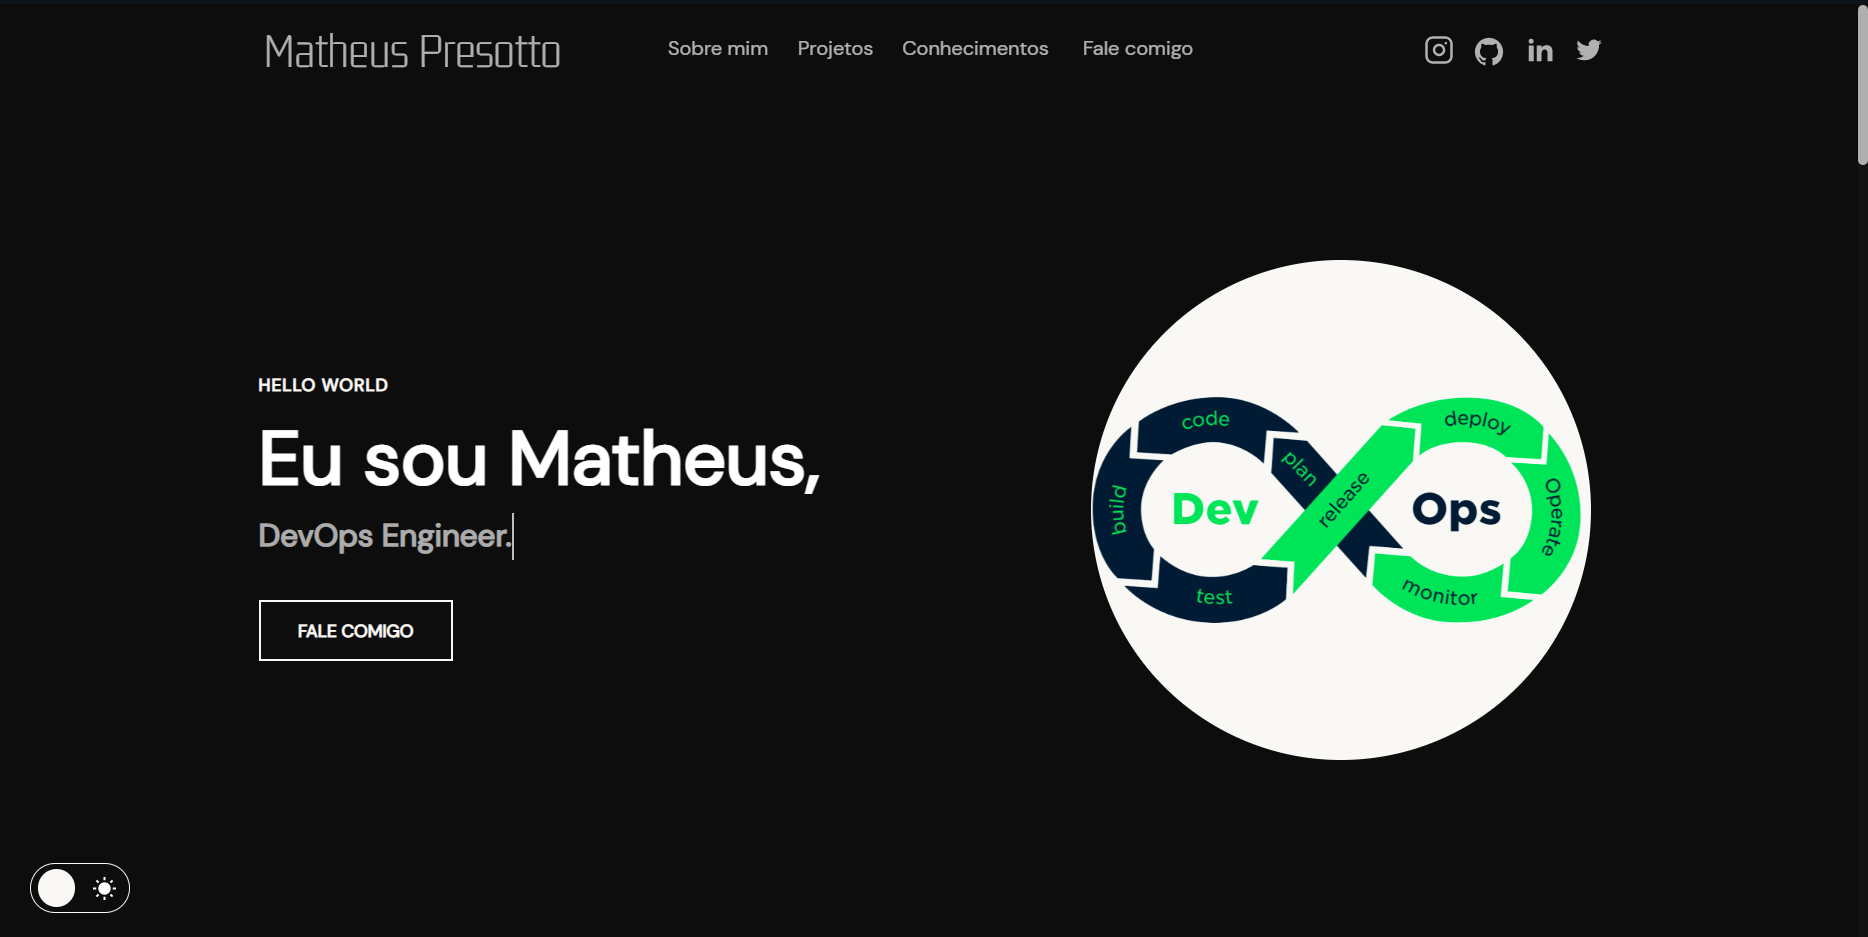 Matheus Presotto
Sobre mim Projetos Conhecimentos Fale comigo
in
HELLO WORLD
Eu sou Matheus,
DevOps Engineer.
FALE COMIGO
code
plan
build
Dev
test
release
deploy
Ops
Operate
monitor